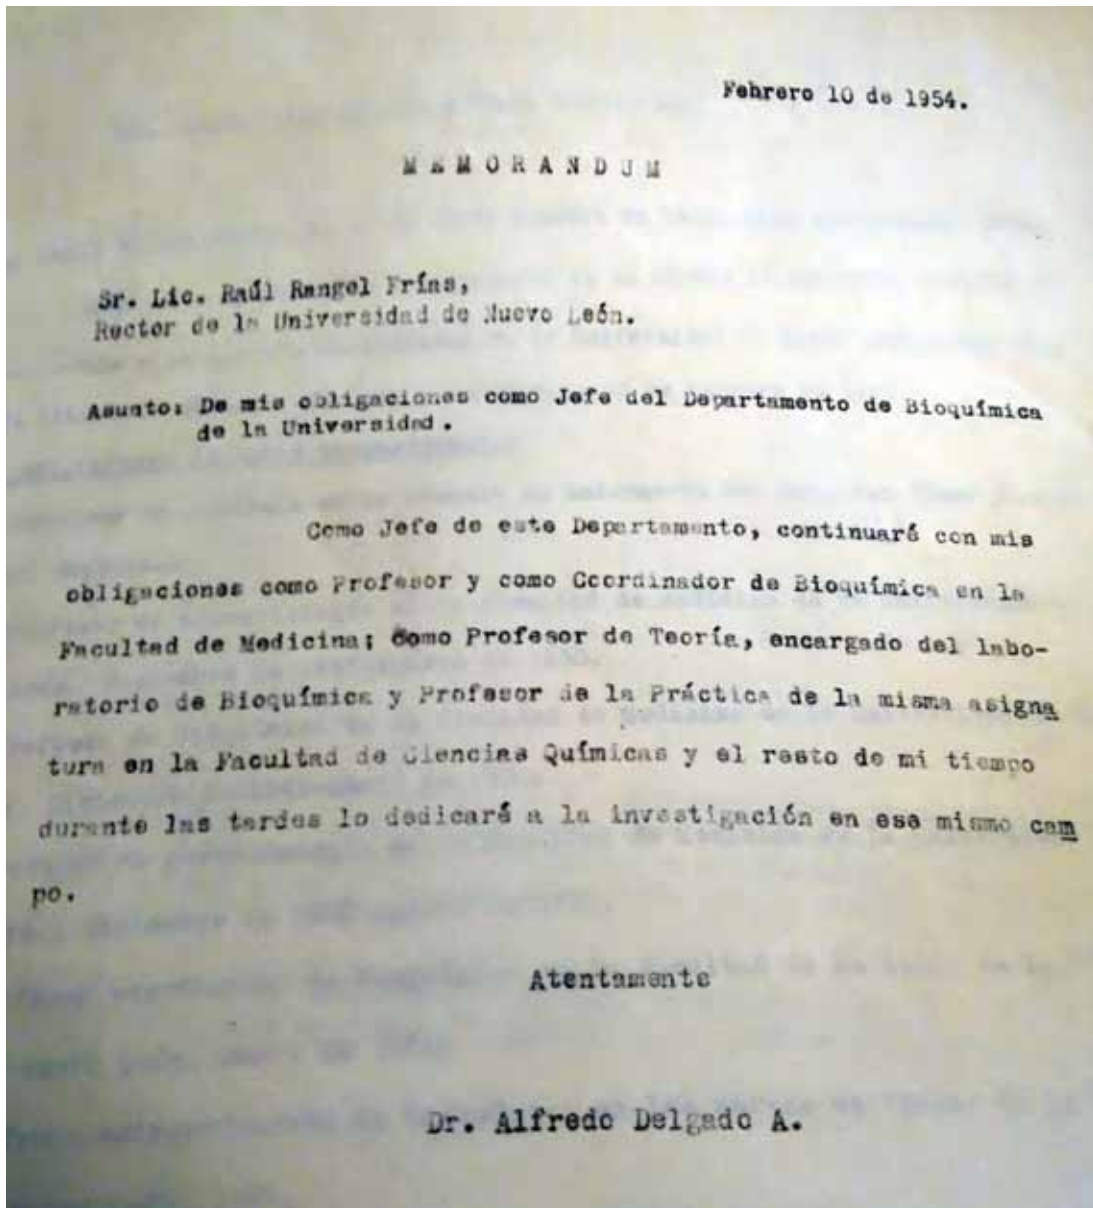 Febrero 10 de 1954.
MEMORANDUM
Sr. Lic. Raúl Rangel Frías,
Rector de la Universidad de Nuevo León.
Asunto: De mis obligaciones como Jefe del Departamento de Bioquímica
de la Universidad.
Como Jefe de este Departamento, continuará con mis
obligaciones como Profesor y como Coordinador de Bioquímica en la
Facultad de Medicina; como Profesor de Teoría, encargado del labo-
ratorio de Bioquímica y Profesor de la Práctica de la misma asigna
tura en la Facultad de Ciencias Químicas y el resto de mi tiempo
durante las tardes lo dedicará a la investigación en ese mismo cam
po.
Atentamente
Dr. Alfredo Delgado A.